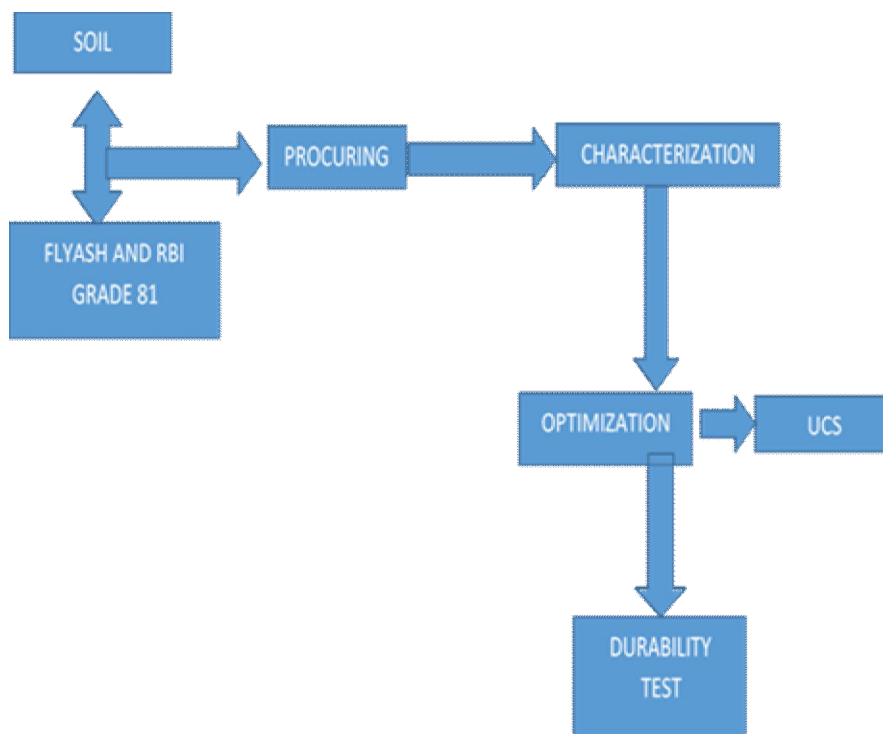 SOIL
PROCURING
CHARACTERIZATION
FLYASH AND RBI
GRADE 81
OPTIMIZATION
UCS
DURABILITY
TEST